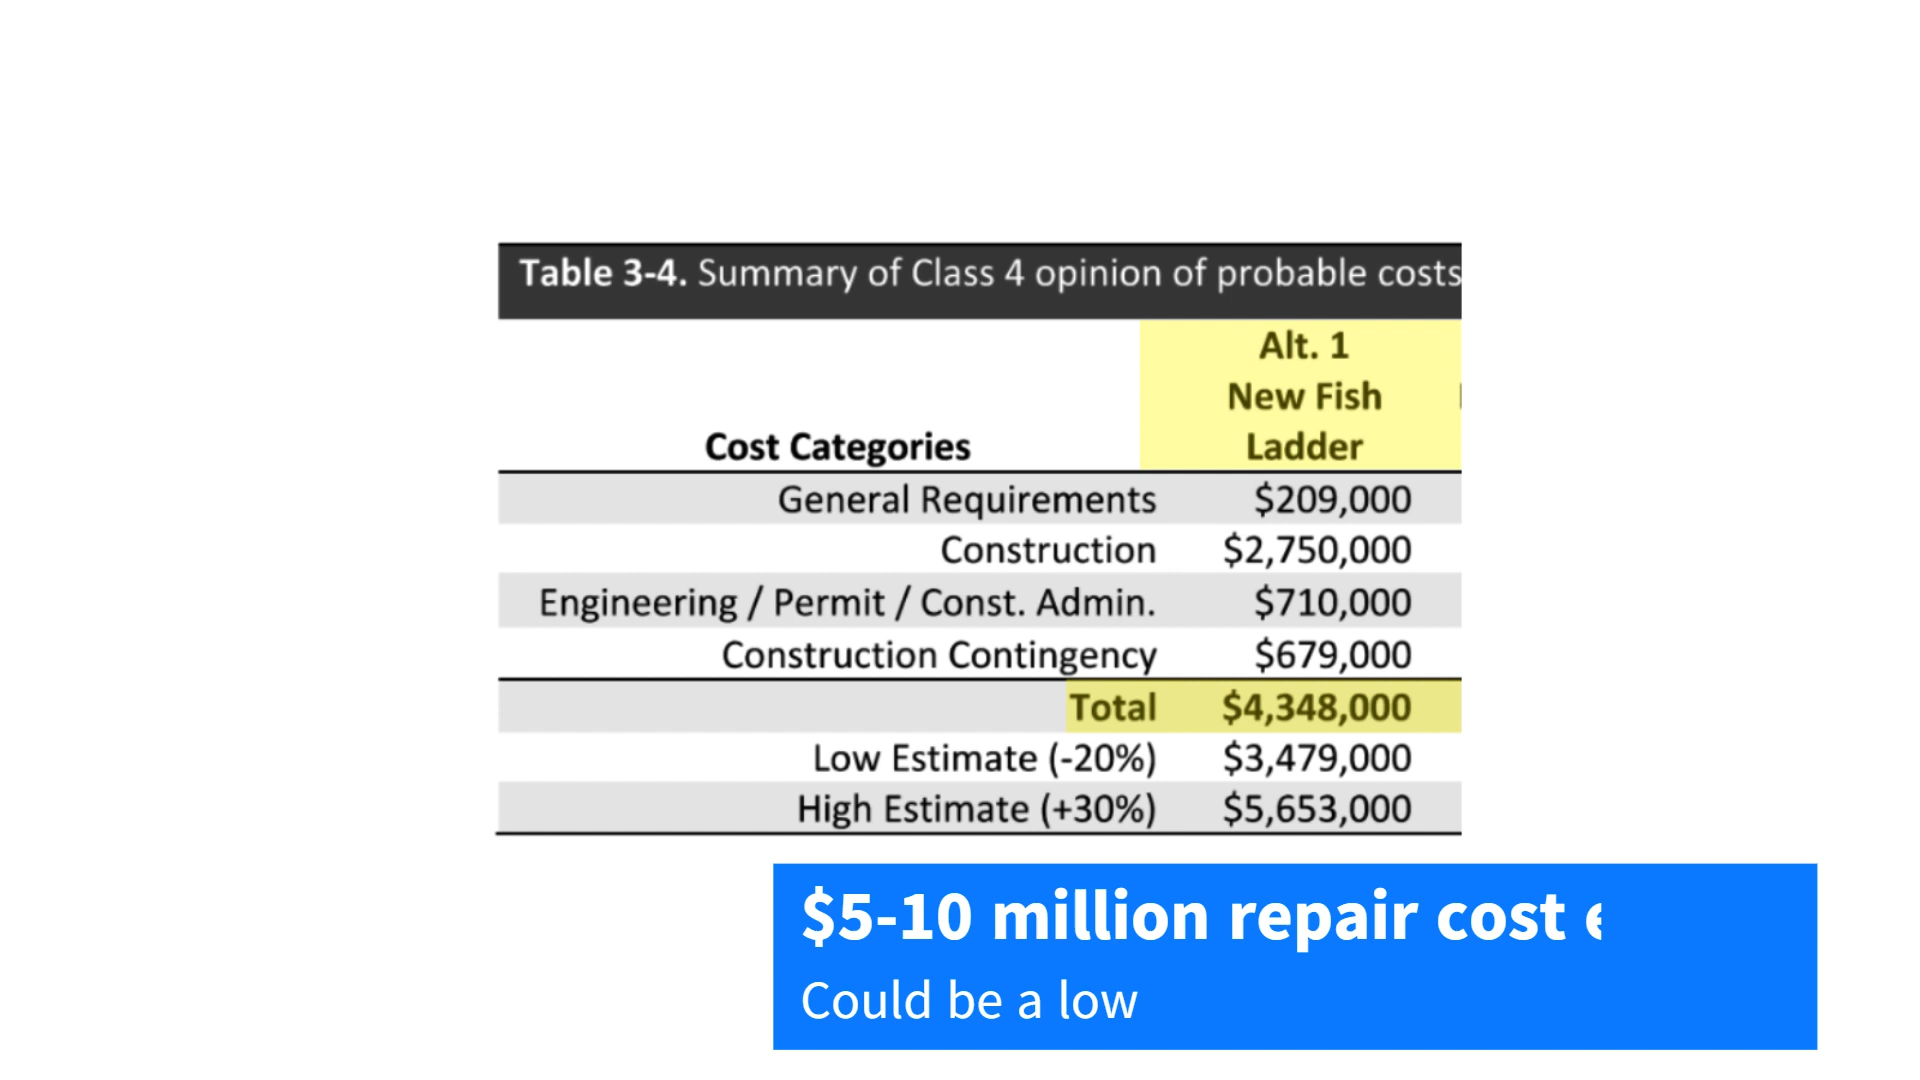 Table 3-4. Summary of Class 4 opinion of probable costs
Alt. 1
New Fish
Cost Categories Ladder
General Requirements $209,000
Construction $2,750,000
Engineering / Permit / Const. Admin. $710,000
Construction Contingency $679,000
Total $4,348,000
Low Estimate (-20%) $3,479,000
High Estimate (+30%) $5,653,000
$5-10 million repair cost
Could be a low